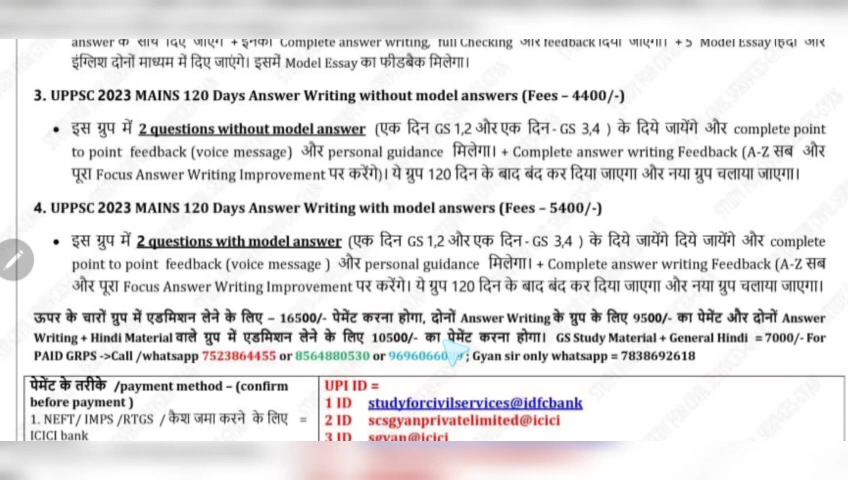 answer के साथ दिए जाएंगे + इनका Complete answer writing, full Checking और feedback दिया जाएगा। +5 Model Essay हिंदी और
इंग्लिश दोनों माध्यम में दिए जाएंगे। इसमें Model Essay का फीडबैक मिलेगा।
3. UPPSC 2023 MAINS 120 Days Answer Writing without model answers (Fees – 4400/-)
• इस ग्रुप में 2 questions without model answer (एक दिन GS 1,2 और एक दिन - GS 3,4 ) के दिये जायेंगे और complete point
to point feedback (voice message) और personal guidance मिलेगा। + Complete answer writing Feedback (A-Z सब और
पूरा Focus Answer Writing Improvement पर करेंगे)। ये ग्रुप 120 दिन के बाद बंद कर दिया जाएगा और नया ग्रुप चलाया जाएगा।
4. UPPSC 2023 MAINS 120 Days Answer Writing with model answers (Fees – 5400/-)
• इस ग्रुप में 2 questions with model answer (एक दिन GS 1,2 और एक दिन - GS 3,4 ) के दिये जायेंगे दिये जायेंगे और complete
point to point feedback (voice message ) और personal guidance मिलेगा। + Complete answer writing Feedback (A-Z सब
और पूरा Focus Answer Writing Improvement पर करेंगे। ये ग्रुप 120 दिन के बाद बंद कर दिया जाएगा और नया ग्रुप चलाया जाएगा।
ऊपर के चारों ग्रुप में एडमिशन लेने के लिए – 16500/- पेमेंट करना होगा, दोनों Answer Writing के ग्रुप के लिए 9500/- का पेमेंट और दोनों Answer
Writing + Hindi Material वाले ग्रुप में एडमिशन लेने के लिए 10500/- का पेमेंट करना होगा। GS Study Material + General Hindi = 7000/- For
PAID GRPS ->Call /whatsapp 7523864455 or 8564880530 or 96960660 ; Gyan sir only whatsapp = 7838692618
पेमेंट के तरीके /payment method – (confirm
before payment )
1. NEFT/ IMPS /RTGS / कैश जमा करने के लिए =
ICICI bank
UPI ID =
1 ID studyforcivilservices@idfcbank
2 ID scsgyanprivatelimited@icici
3 ID sgyan@icici